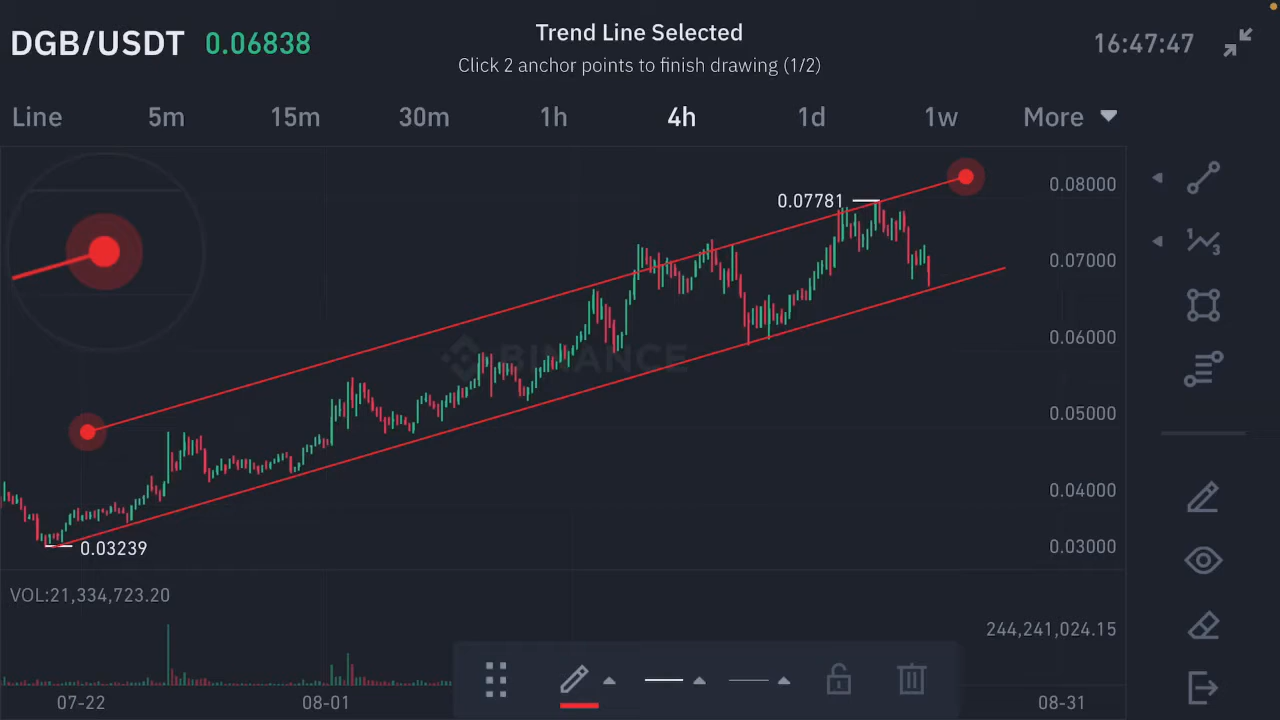 DGB/USDT 0.06838
Trend Line Selected
Click 2 anchor points to finish drawing (1/2)
16:47:47
Line 5m 15m 30m 1h 4h 1d 1w More
0.08000
0.07781
0.07000
0.06000
BINANCE
0.05000
0.04000
0.03000
0.03239
VOL:21,334,723.20
244,241,024.15
07-22 08-01 08-31